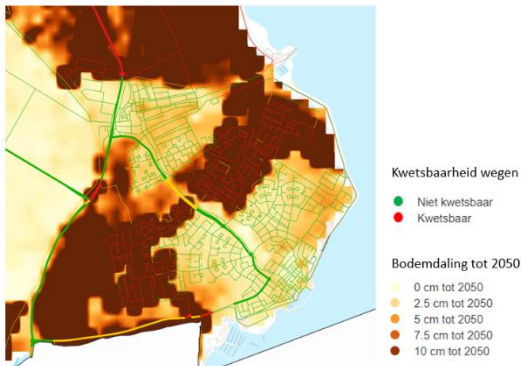 Kwetsbaarheid wegen
Niet kwetsbaar
Kwetsbaar
Bodemdaling tot 2050
0 cm tot 2050
2.5 cm tot 2050
5 cm tot 2050
7.5 cm tot 2050
10 cm tot 2050